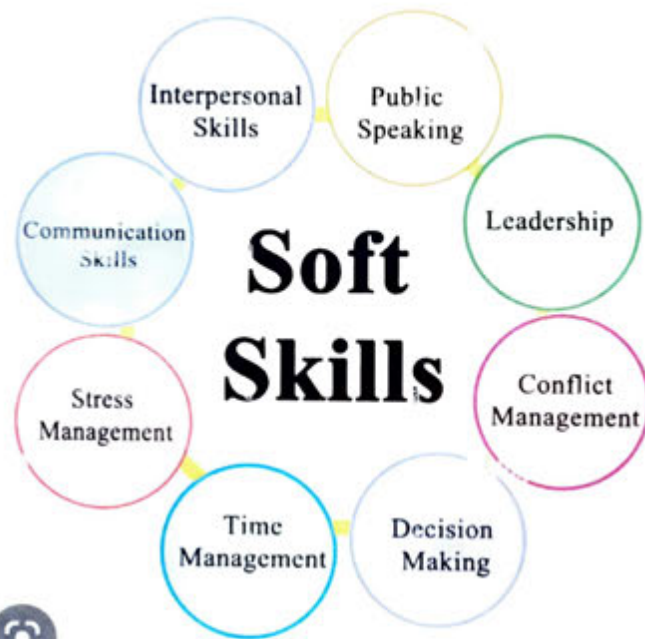 Interpersonal
Skills
Public
Speaking
Leadership
Conflict
Management
Decision
Making
Time
Management
Stress
Management
Communication
Skills
Soft
Skills